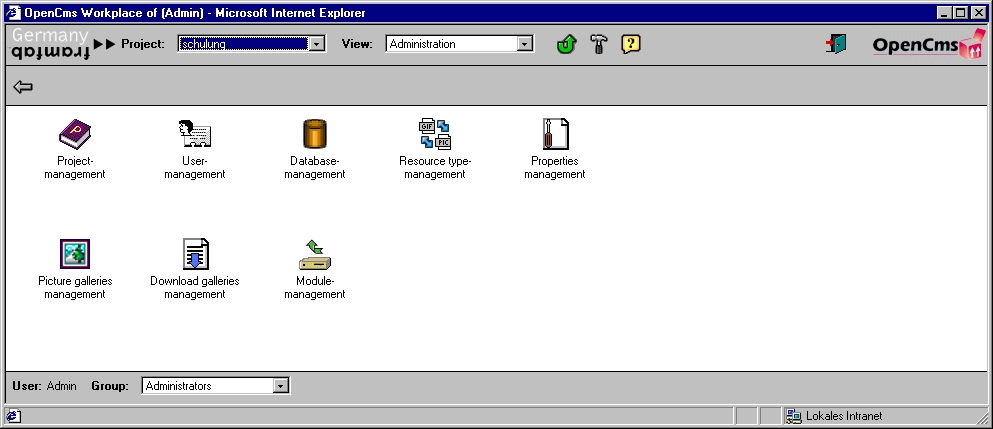 OpenCms Workplace of (Admin) - Microsoft Internet Explorer
Germany
framfab
Project: schulung View: Administration
OpenCms
Project-
management
User-
management
Database-
management
GIF
PIC
Resource type-
management
Properties
management
Picture galleries
management
Download galleries
management
Module-
management
User: Admin Group: Administrators
Lokales Intranet